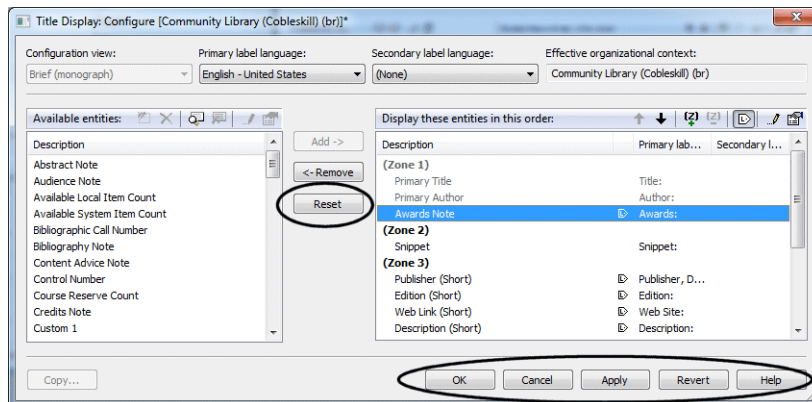 Title Display: Configure [Community Library (Cobleskill) (br)]*
Configuration view: Primary label language: Secondary label language: Effective organizational context:
Brief (monograph) English - United States (None) Community Library (Cobleskill) (br)
Available entities: Display these entities in this order:
Description
Abstract Note
Audience Note
Available Local Item Count
Available System Item Count
Bibliographic Call Number
Bibliography Note
Content Advice Note
Control Number
Course Reserve Count
Credits Note
Custom 1
Add ->
<- Remove
Reset
Description Primary lab... Secondary l...
(Zone 1)
Primary Title Title:
Primary Author Author:
Awards Note Awards:
(Zone 2)
Snippet Snippet:
(Zone 3)
Publisher (Short) Publisher, D...
Edition (Short) Edition:
Web Link (Short) Web Site:
Description (Short) Description:
Copy... OK Cancel Apply Revert Help